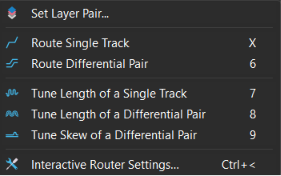 Set Layer Pair...
Route Single Track X
Route Differential Pair 6
Tune Length of a Single Track 7
Tune Length of a Differential Pair 8
Tune Skew of a Differential Pair 9
Interactive Router Settings... Ctrl+<